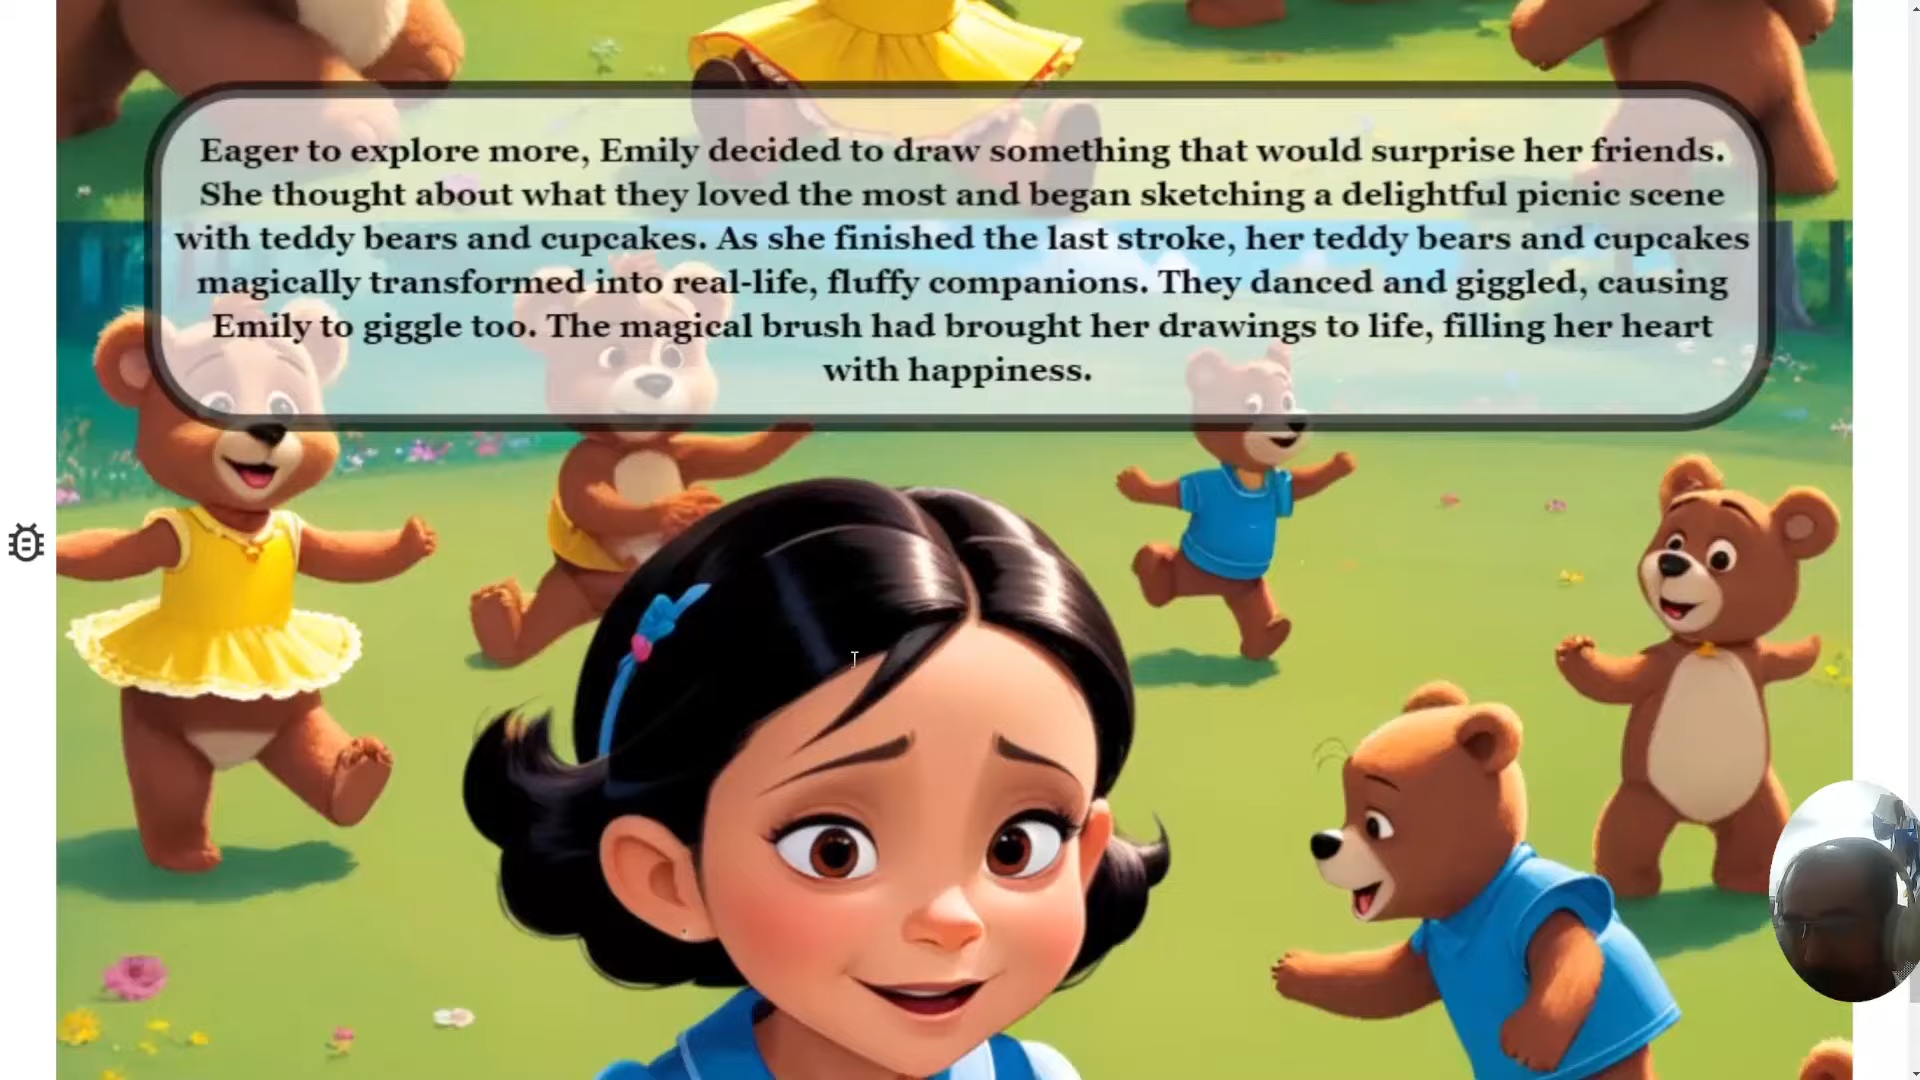 Eager to explore more, Emily decided to draw something that would surprise her friends.
She thought about what they loved the most and began sketching a delightful picnic scene
with teddy bears and cupcakes. As she finished the last stroke, her teddy bears and cupcakes
magically transformed into real-life, fluffy companions. They danced and giggled, causing
Emily to giggle too. The magical brush had brought her drawings to life, filling her heart
with happiness.